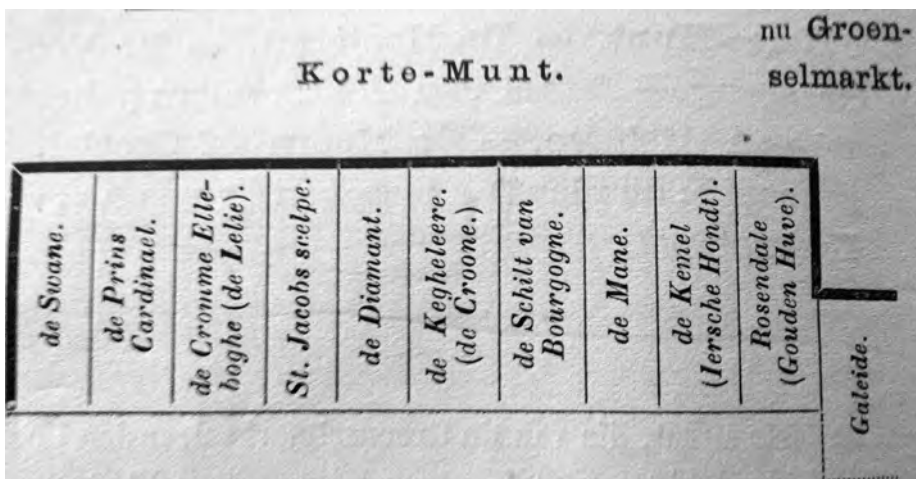 nu Groen-
selmarkt.
Korte-Munt.
de Swane.
de Prins
Cardinael.
de Cromme Elle-
boghe (de Lelie).
St. Jacobs scelpe.
de Diamant.
de Kegheleere.
(de Croone.)
de Schilt van
Bourgogne.
de Mane.
de Kemel
(Iersche Hondt).
Rosendale
(Gouden Huve).
Galeide.